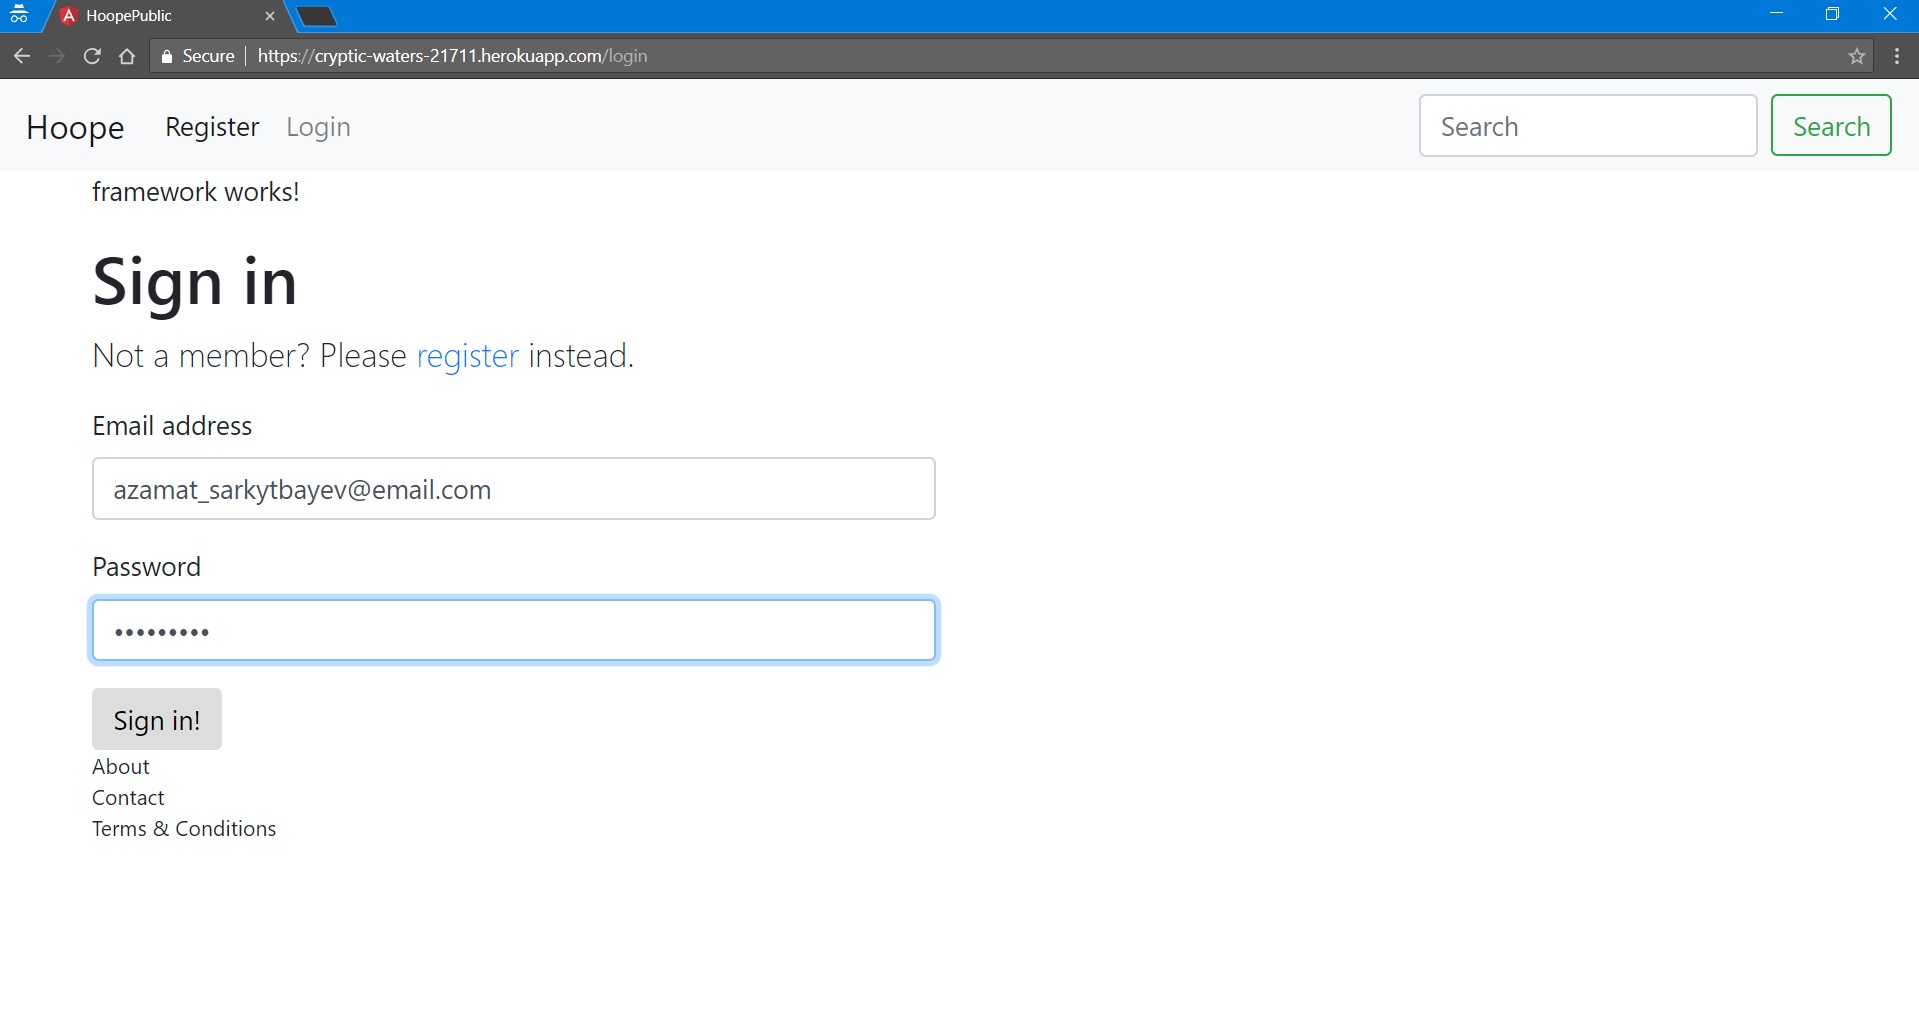 HoopePublic
Secure https://cryptic-waters-21711.herokuapp.com/login
Hoope Register Login Search Search
framework works!
Sign in
Not a member? Please register instead.
Email address
azamat_sarkytbayev@email.com
Password
•••••••••
Sign in!
About
Contact
Terms & Conditions